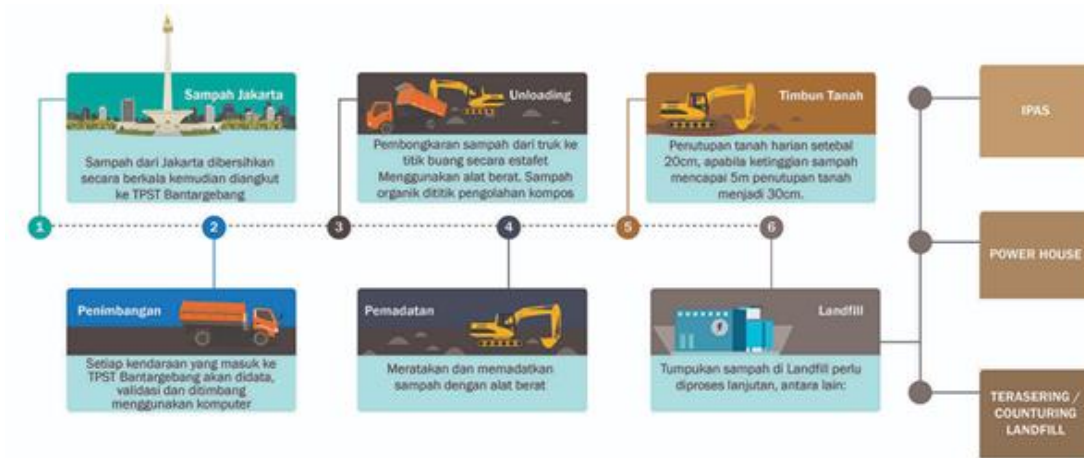 Sampah Jakarta
Sampah dari Jakarta dibersihkan
secara berkala kemudian diangkut
ke TPST Bantargebang
1
2
Penimbangan
Setiap kendaraan yang masuk ke
TPST Bantargebang akan didata,
validasi dan ditimbang
menggunakan komputer
3
Unloading
Pembongkaran sampah dari truk ke
titik buang secara estafet
Menggunakan alat berat. Sampah
organik dititik pengolahan kompos
4
Pemadatan
Meratakan dan memadatkan
sampah dengan alat berat
5
Timbun Tanah
Penutupan tanah harian setebal
20cm, apabila ketinggian sampah
mencapai 5m penutupan tanah
menjadi 30cm.
6
Landfill
Tumpukan sampah di Landfill perlu
diproses lanjutan, antara lain:
IPAS
POWER HOUSE
TERASERING /
COUNTURING
LANDFILL